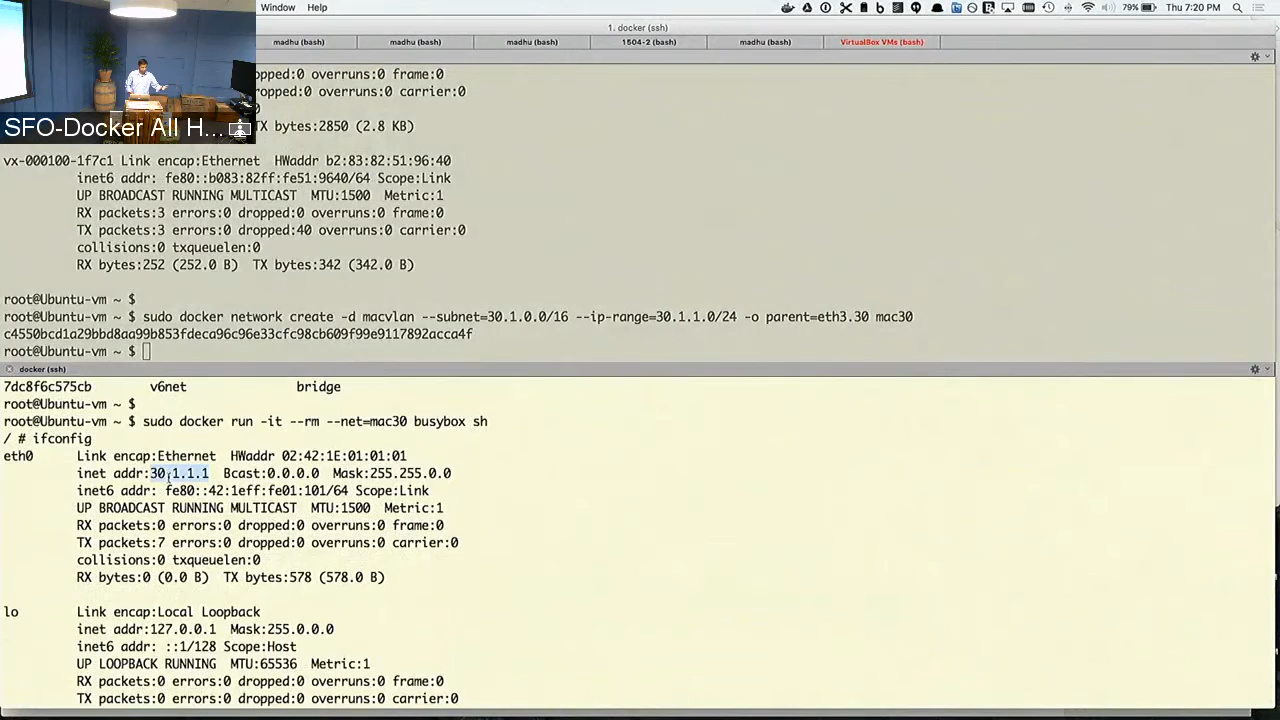 Window Help
79% Thu 7:20 PM
1. docker (ssh)
madhu (bash) madhu (bash) madhu (bash) 1504-2 (bash) madhu (bash) VirtualBox VMs (bash)
SFO-Docker All H...
opped:0 overruns:0 frame:0
ropped:0 overruns:0 carrier:0
0
TX bytes:2850 (2.8 KB)
vx-000100-1f7c1 Link encap:Ethernet HWaddr b2:83:82:51:96:40
inet6 addr: fe80::b083:82ff:fe51:9640/64 Scope:Link
UP BROADCAST RUNNING MULTICAST MTU:1500 Metric:1
RX packets:3 errors:0 dropped:0 overruns:0 frame:0
TX packets:3 errors:0 dropped:40 overruns:0 carrier:0
collisions:0 txqueuelen:0
RX bytes:252 (252.0 B) TX bytes:342 (342.0 B)
root@Ubuntu-vm ~ $
root@Ubuntu-vm ~ $ sudo docker network create -d macvlan --subnet=30.1.0.0/16 --ip-range=30.1.1.0/24 -o parent=eth3.30 mac30
c4550bcd1a29bbd8aa99b853fdeca96c96e33cfc98cb609f99e9117892acca4f
root@Ubuntu-vm ~ $
docker (ssh)
7dc8f6c575cb v6net bridge
root@Ubuntu-vm ~ $
root@Ubuntu-vm ~ $ sudo docker run -it --rm --net=mac30 busybox sh
/ # ifconfig
eth0 Link encap:Ethernet HWaddr 02:42:1E:01:01:01
inet addr:30.1.1.1 Bcast:0.0.0.0 Mask:255.255.0.0
inet6 addr: fe80::42:1eff:fe01:101/64 Scope:Link
UP BROADCAST RUNNING MULTICAST MTU:1500 Metric:1
RX packets:0 errors:0 dropped:0 overruns:0 frame:0
TX packets:7 errors:0 dropped:0 overruns:0 carrier:0
collisions:0 txqueuelen:0
RX bytes:0 (0.0 B) TX bytes:578 (578.0 B)
lo Link encap:Local Loopback
inet addr:127.0.0.1 Mask:255.0.0.0
inet6 addr: ::1/128 Scope:Host
UP LOOPBACK RUNNING MTU:65536 Metric:1
RX packets:0 errors:0 dropped:0 overruns:0 frame:0
TX packets:0 errors:0 dropped:0 overruns:0 carrier:0